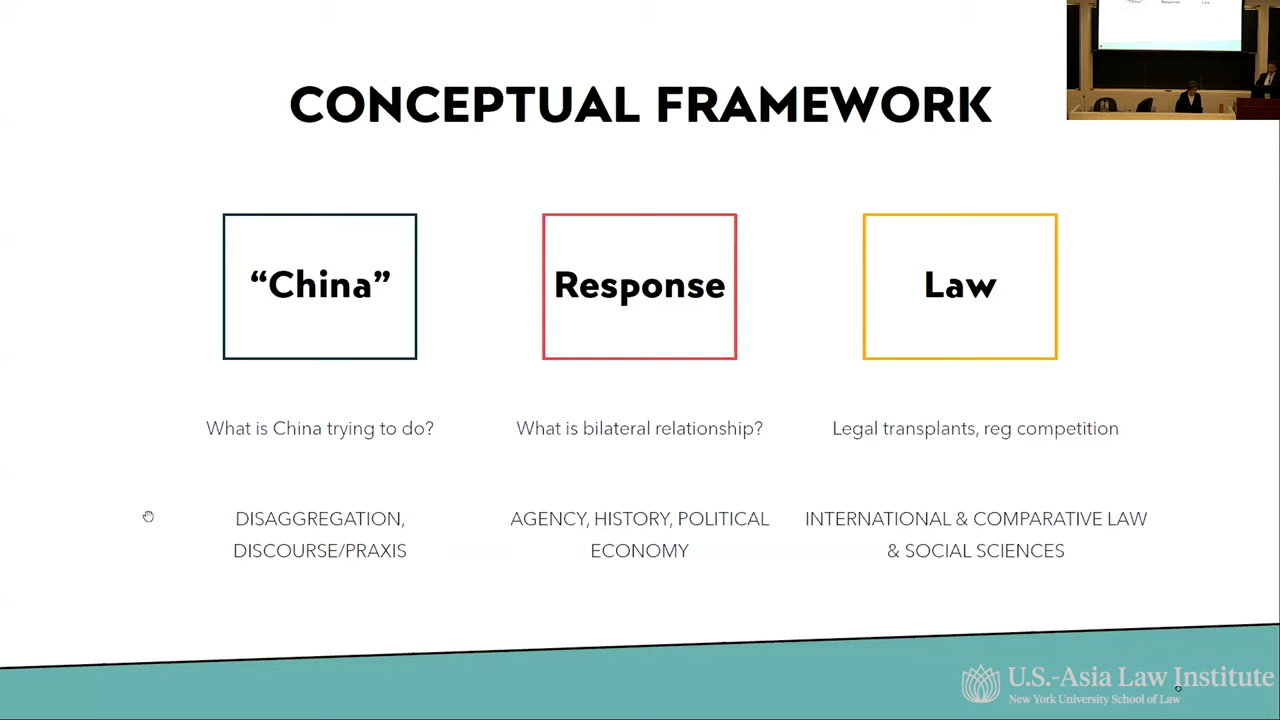 CONCEPTUAL FRAMEWORK
“China”
Response
Law
What is China trying to do?
What is bilateral relationship?
Legal transplants, reg competition
DISAGGREGATION,
DISCOURSE/PRAXIS
AGENCY, HISTORY, POLITICAL
ECONOMY
INTERNATIONAL & COMPARATIVE LAW
& SOCIAL SCIENCES
U.S.-Asia Law Institute
New York University School of Law